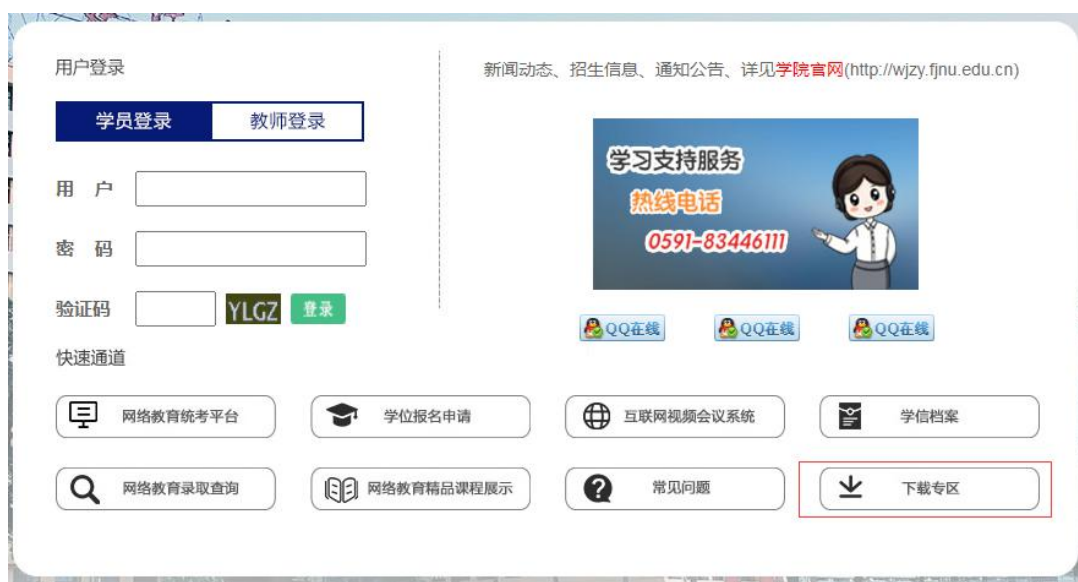 用户登录
学员登录
教师登录
用 户
密 码
验证码
YLGZ
登录
新闻动态、招生信息、通知公告、详见学院官网(http://wjzy.fjnu.edu.cn)
学习支持服务
热线电话
0591-83446111
QQ在线
QQ在线
QQ在线
快速通道
网络教育统考平台
学位报名申请
互联网视频会议系统
学信档案
网络教育录取查询
网络教育精品课程展示
常见问题
下载专区